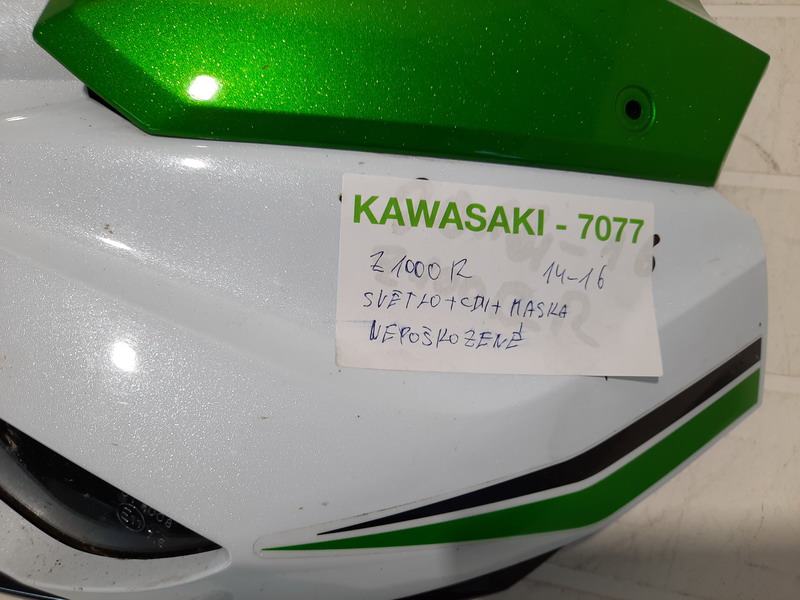 KAWASAKI - 7077
Z1000R 14-16
SVĚTLO+CDI+MASKA
NEPOŠKOZENÉ